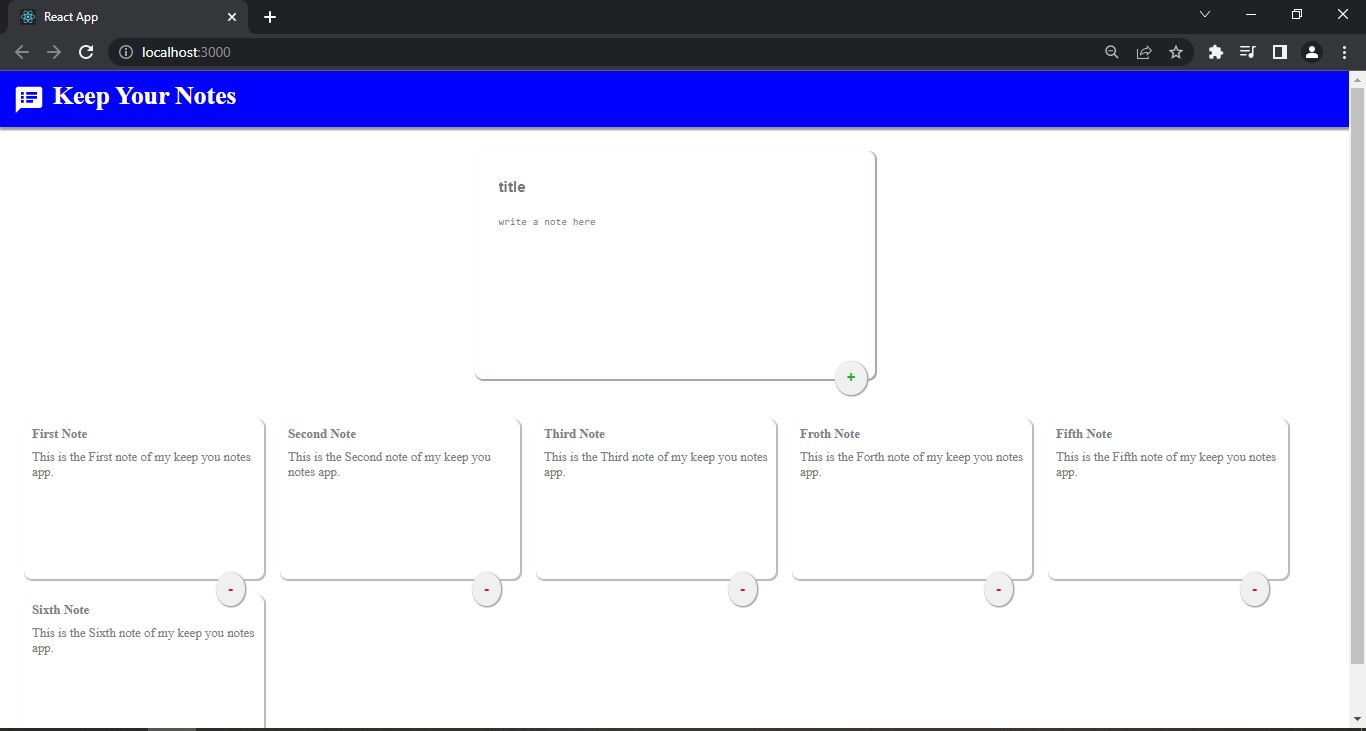 React App
localhost:3000
Keep Your Notes
title
write a note here
+
First Note
This is the First note of my keep you notes
app.
-
Second Note
This is the Second note of my keep you
notes app.
-
Third Note
This is the Third note of my keep you notes
app.
-
Froth Note
This is the Forth note of my keep you notes
app.
-
Fifth Note
This is the Fifth note of my keep you notes
app.
-
Sixth Note
This is the Sixth note of my keep you notes
app.